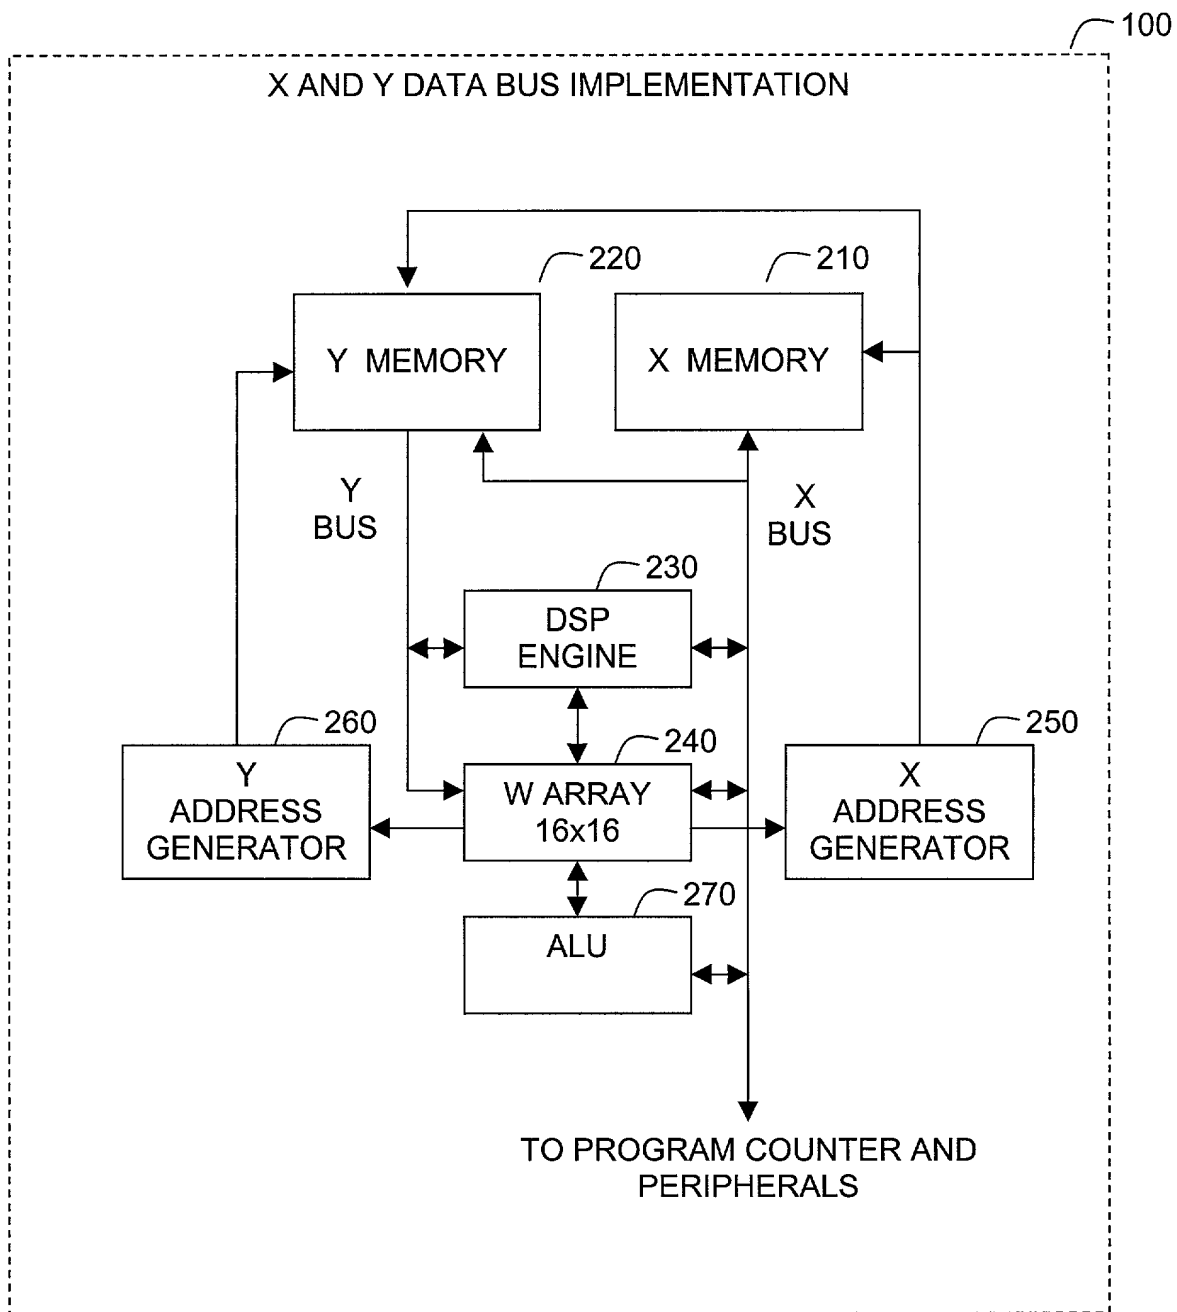 100
X AND Y DATA BUS IMPLEMENTATION
220
210
Y MEMORY
X MEMORY
Y
BUS
X
BUS
230
DSP
ENGINE
260
240
250
Y
ADDRESS
GENERATOR
W ARRAY
16x16
X
ADDRESS
GENERATOR
270
ALU
TO PROGRAM COUNTER AND
PERIPHERALS